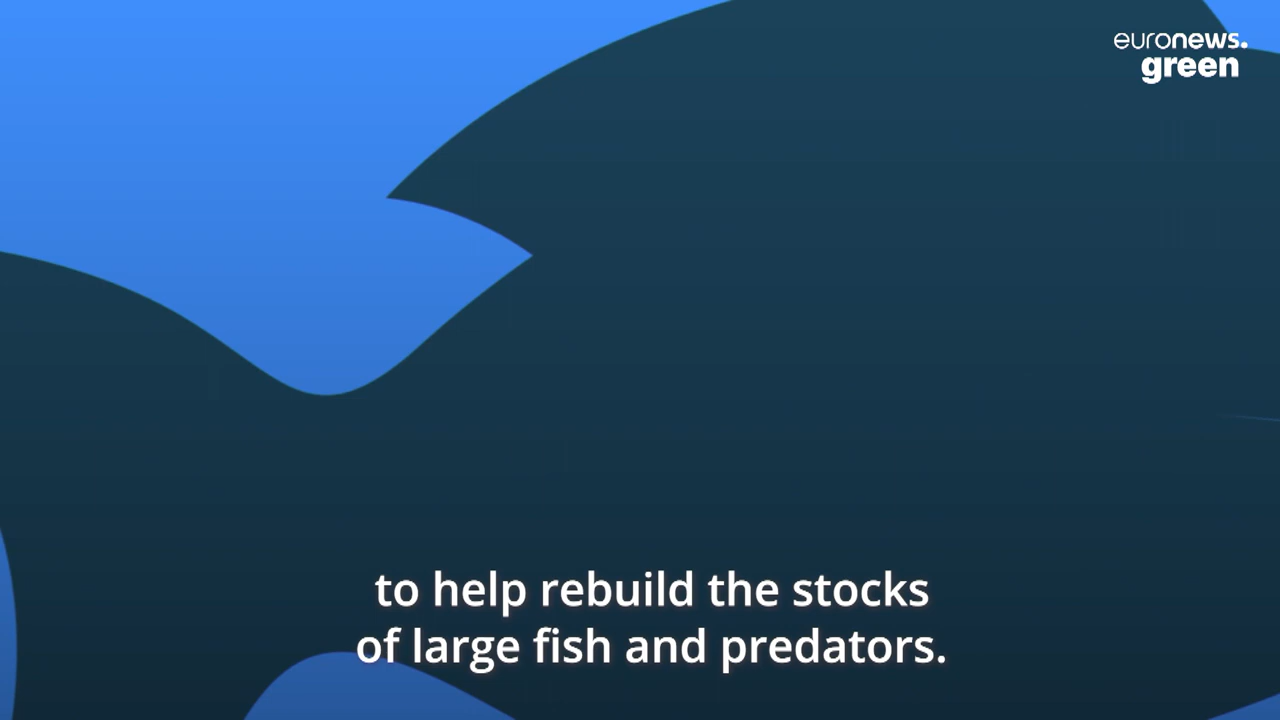 euronews.
green
to help rebuild the stocks
of large fish and predators.